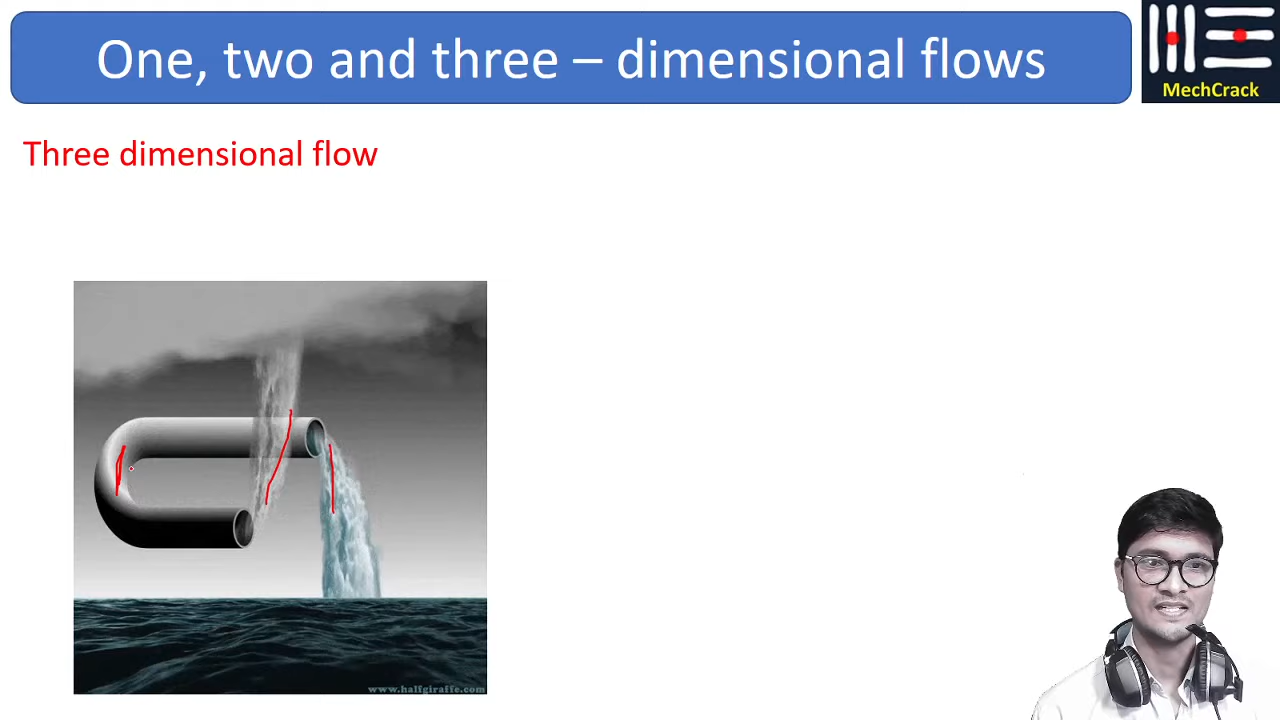 One, two and three – dimensional flows
MechCrack
Three dimensional flow
www.halfgiraffe.com